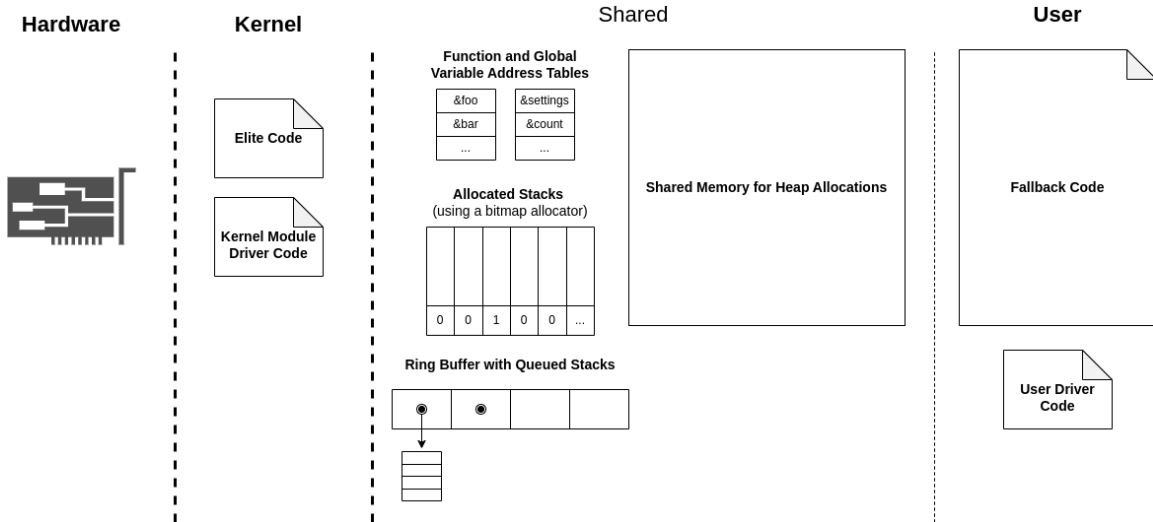 Hardware
Kernel
Shared
User
Function and Global
Variable Address Tables
&foo
&bar
...
&settings
&count
...
Elite Code
Kernel Module
Driver Code
Allocated Stacks
(using a bitmap allocator)
0 0 1 0 0 ...
Ring Buffer with Queued Stacks
Shared Memory for Heap Allocations
Fallback Code
User Driver
Code